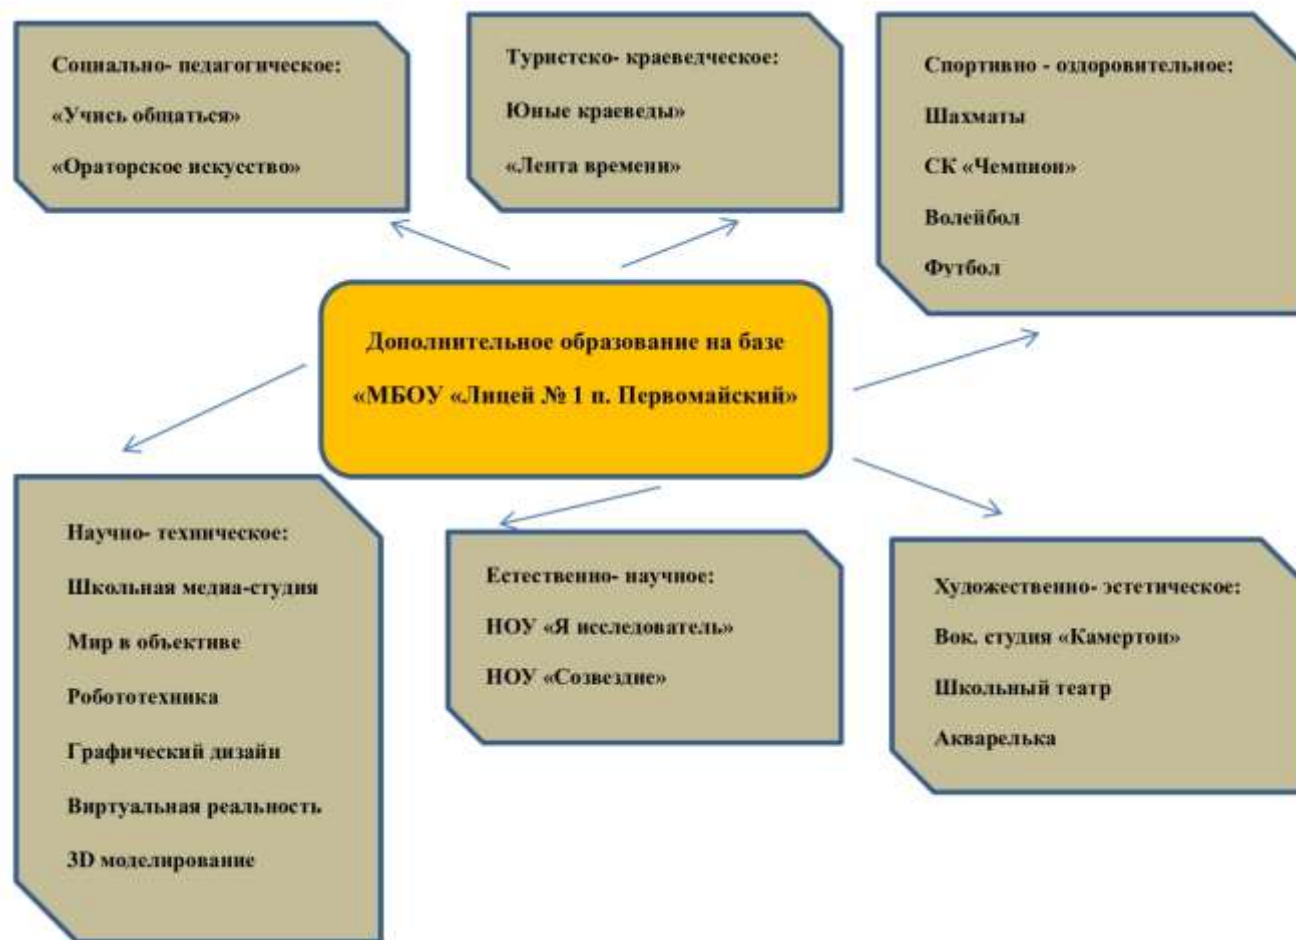 Социально- педагогическое:
«Учись общаться»
«Ораторское искусство»
Туристско- краеведческое:
Юные краеведы»
«Лента времени»
Спортивно - оздоровительное:
Шахматы
СК «Чемпион»
Волейбол
Футбол
Дополнительное образование на базе
«МБОУ «Лицей № 1 п. Первомайский»
Научно- техническое:
Школьная медиа-студия
Мир в объективе
Робототехника
Графический дизайн
Виртуальная реальность
3D моделирование
Естественно- научное:
НОУ «Я исследователь»
НОУ «Созвездие»
Художественно- эстетическое:
Вок. студия «Камертон»
Школьный театр
Акварелька